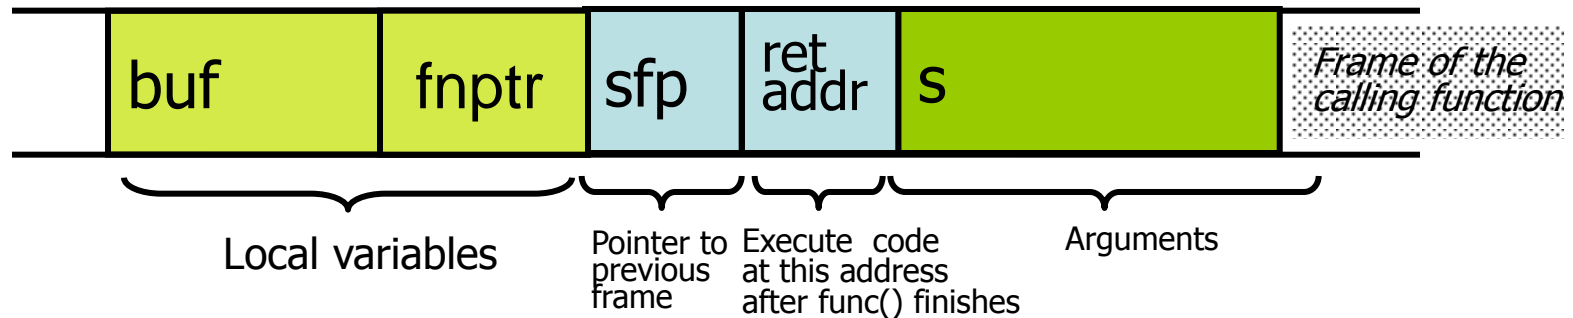 buf
fnptr
sfp
ret
addr
s
Frame of the
calling function
Local variables
Pointer to
previous
frame
Execute code
at this address
after func() finishes
Arguments